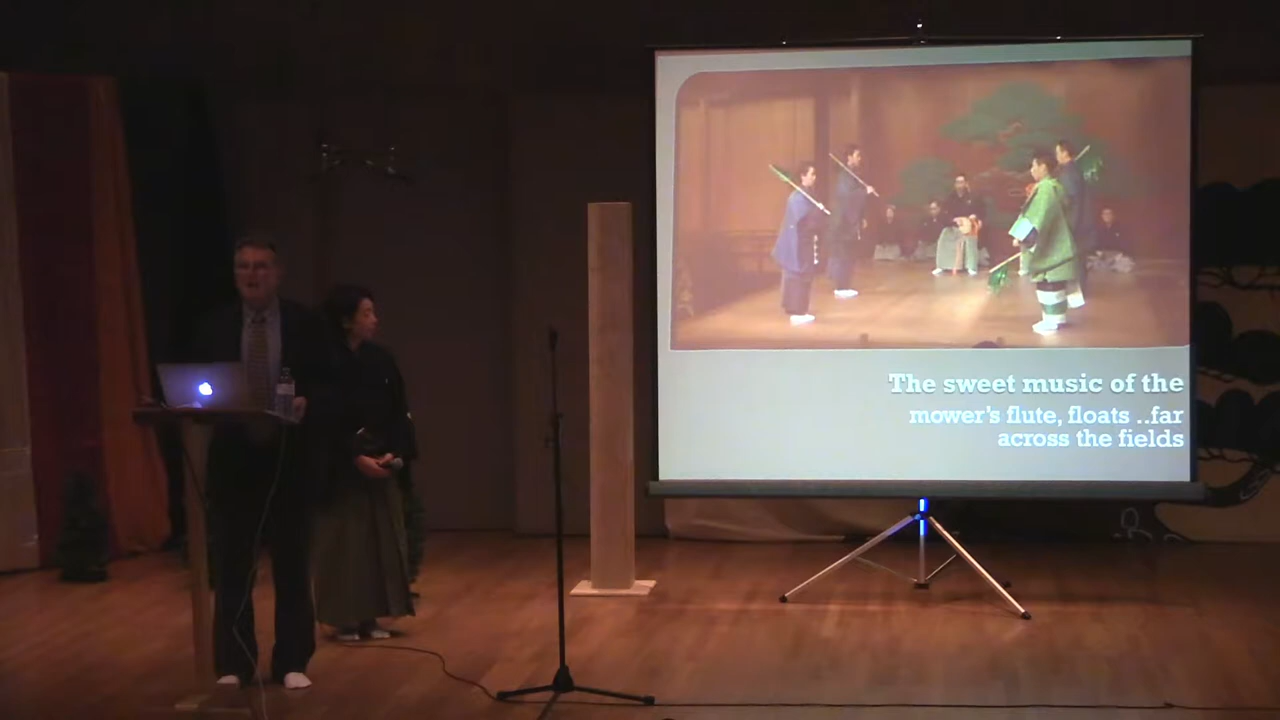 The sweet music of the
mower's flute, floats ..far
across the fields